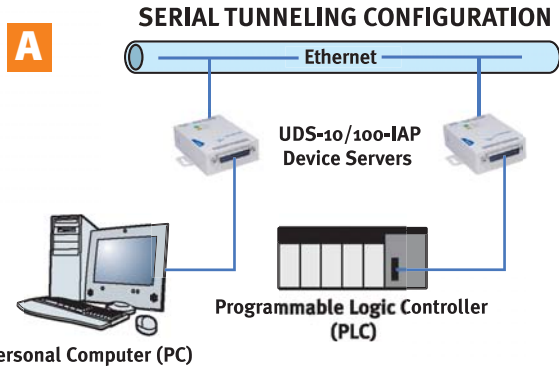 SERIAL TUNNELING CONFIGURATION
A
Ethernet
UDS-10/100-IAP
Device Servers
Programmable Logic Controller
(PLC)
ersonal Computer (PC)